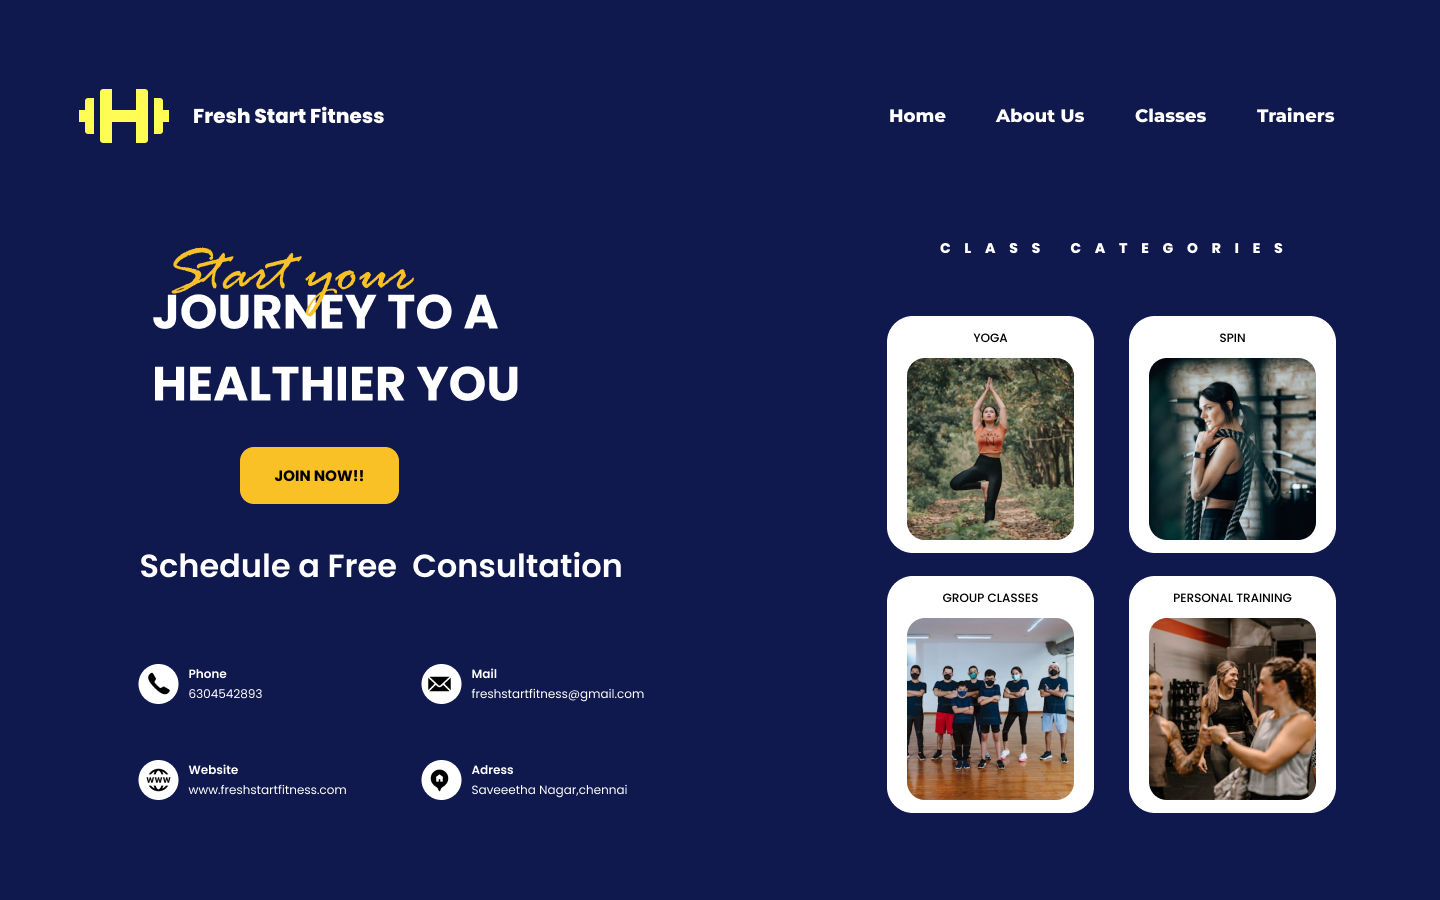 Fresh Start Fitness
Home About Us Classes Trainers
Start your
JOURNEY TO A
HEALTHIER YOU
JOIN NOW!!
Schedule a Free Consultation
Phone
6304542893
Mail
freshstartfitness@gmail.com
Website
www.freshstartfitness.com
Adress
Saveeetha Nagar,chennai
CLASS CATEGORIES
YOGA
SPIN
GROUP CLASSES
PERSONAL TRAINING